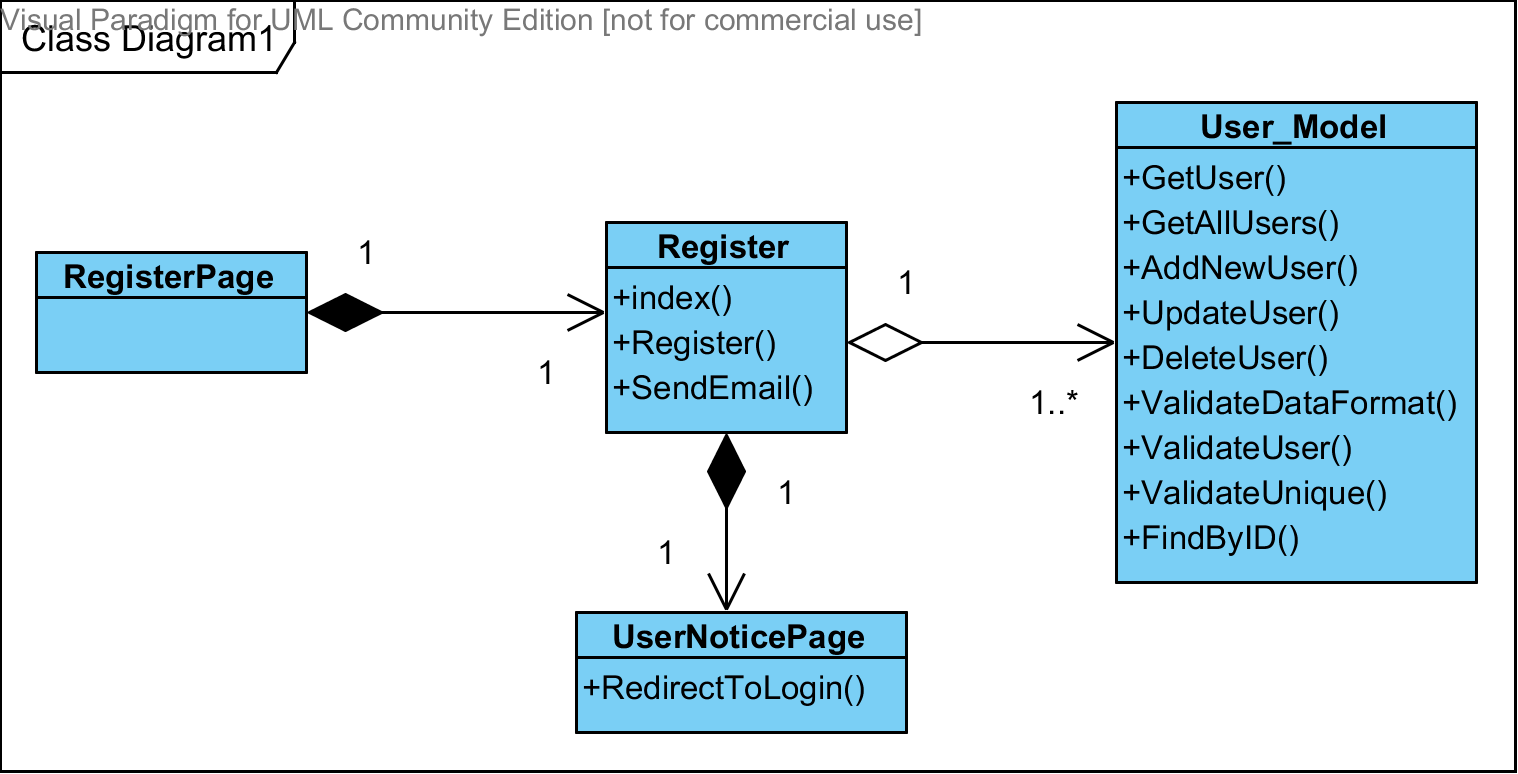 Visual Paradigm for UML Community Edition [not for commercial use]
Class Diagram1
RegisterPage
1
1
Register
+index()
+Register()
+SendEmail()
1
1..*
User_Model
+GetUser()
+GetAllUsers()
+AddNewUser()
+UpdateUser()
+DeleteUser()
+ValidateDataFormat()
+ValidateUser()
+ValidateUnique()
+FindByID()
1
1
UserNoticePage
+RedirectToLogin()